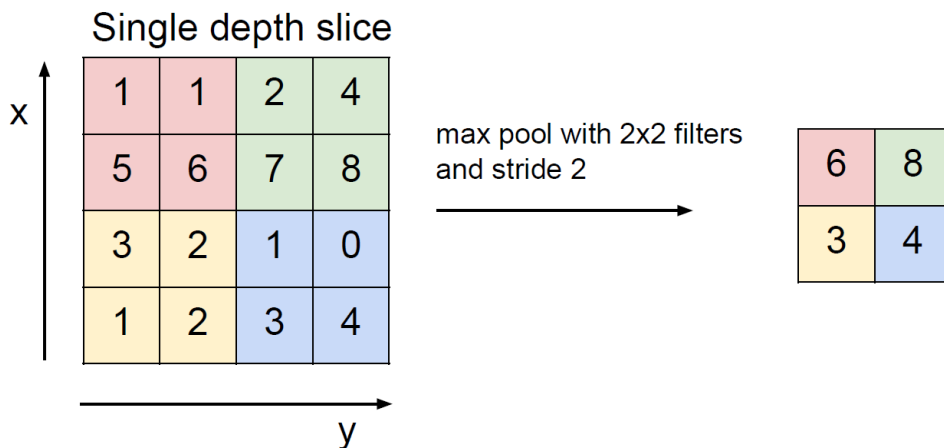 Single depth slice
x
1 1 2 4
5 6 7 8
3 2 1 0
1 2 3 4
y
max pool with 2x2 filters
and stride 2
6 8
3 4